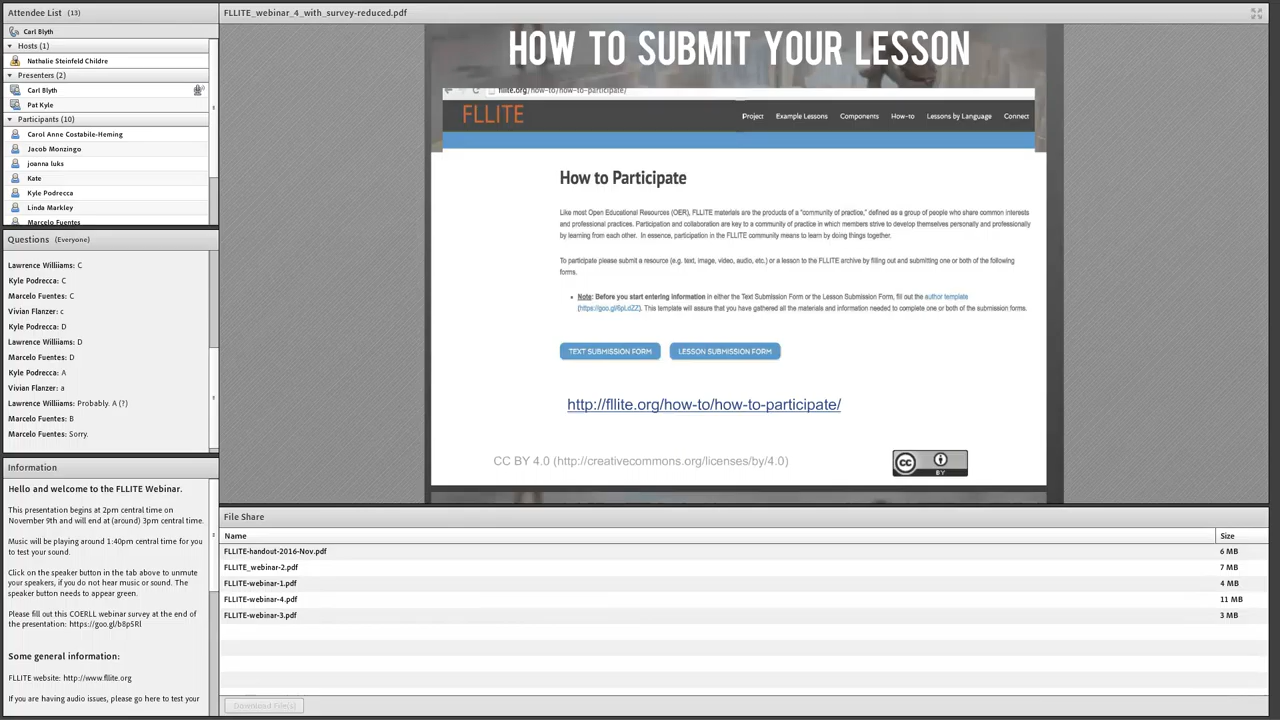 Attendee List (13)
Carl Blyth
Hosts (1)
Nathalie Steinfeld Childre
Presenters (2)
Carl Blyth
Pat Kyle
Participants (10)
Carol Anne Costabile-Heming
Jacob Monzingo
joanna luks
Kate
Kyle Podrecca
Linda Markley
Marcelo Fuentes
Questions (Everyone)
Lawrence Williiams: C
Kyle Podrecca: C
Marcelo Fuentes: C
Vivian Flanzer: c
Kyle Podrecca: D
Lawrence Williiams: D
Marcelo Fuentes: D
Kyle Podrecca: A
Vivian Flanzer: a
Lawrence Williiams: Probably. A (?)
Marcelo Fuentes: B
Marcelo Fuentes: Sorry.
Information
Hello and welcome to the FLLITE Webinar.
This presentation begins at 2pm central time on
November 9th and will end at (around) 3pm central time.
Music will be playing around 1:40pm central time for you
to test your sound.
Click on the speaker button in the tab above to unmute
your speakers, if you do not hear music or sound. The
speaker button needs to appear green.
Please fill out this COERLL webinar survey at the end of
the presentation: https://goo.gl/b8p5Rl
Some general information:
FLLITE website: http://www.fllite.org
If you are having audio issues, please go here to test your
FLLITE_webinar_4_with_survey-reduced.pdf
HOW TO SUBMIT YOUR LESSON
fllite.org/how-to/how-to-participate/
FLLITE
Project Example Lessons Components How-to Lessons by Language Connect
How to Participate
Like most Open Educational Resources (OER), FLLITE materials are the products of a "community of practice," defined as a group of people who share common interests
and professional practices. Participation and collaboration are key to a community of practice in which members strive to develop themselves personally and professionally
by learning from each other. In essence, participation in the FLLITE community means to learn by doing things together.
To participate please submit a resource (e.g. text, image, video, audio, etc.) or a lesson to the FLLITE archive by filling out and submitting one or both of the following
forms.
• Note: Before you start entering information in either the Text Submission Form or the Lesson Submission Form, fill out the author template
(https://goo.gl/6pLoZZ). This template will assure that you have gathered all the materials and information needed to complete one or both of the submission forms.
TEXT SUBMISSION FORM LESSON SUBMISSION FORM
http://fllite.org/how-to/how-to-participate/
CC BY 4.0 (http://creativecommons.org/licenses/by/4.0)
cc BY
File Share
Name Size
FLLITE-handout-2016-Nov.pdf 6 MB
FLLITE_webinar-2.pdf 7 MB
FLLITE-webinar-1.pdf 4 MB
FLLITE-webinar-4.pdf 11 MB
FLLITE-webinar-3.pdf 3 MB
Download File(s)